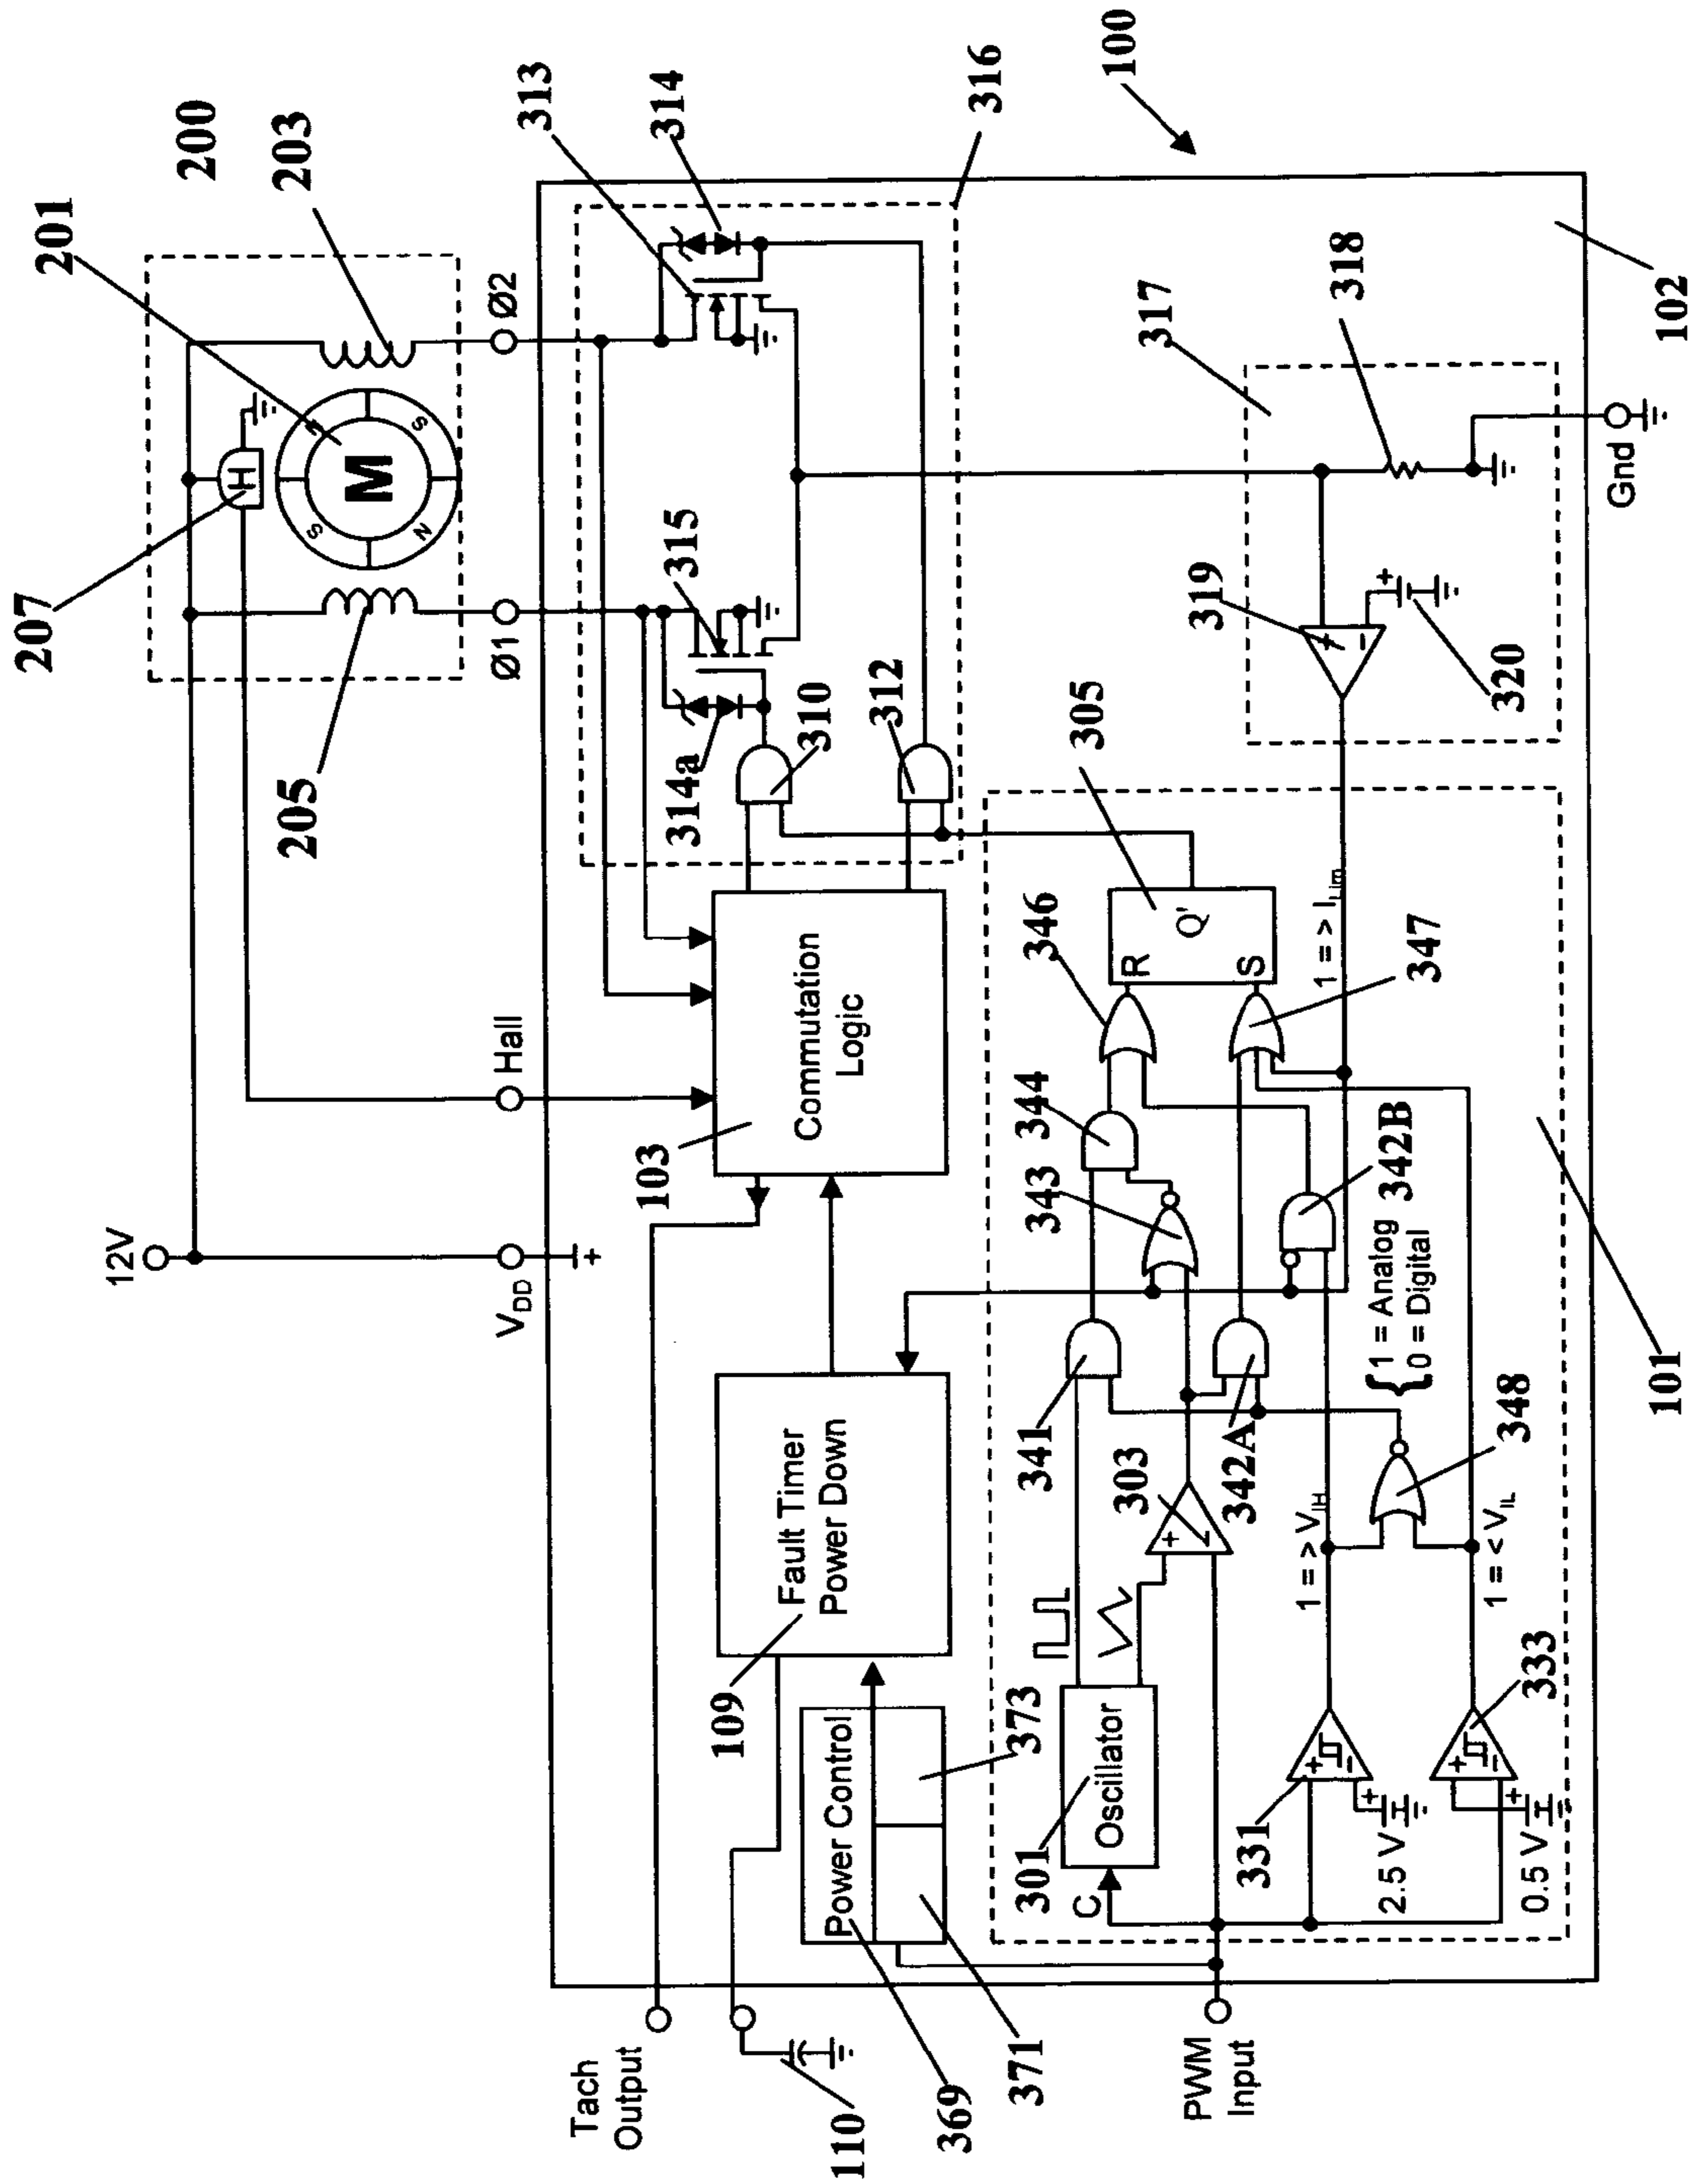 12V
201
200
203
207
205
Hall
V_DD
+
Ø1
Ø2
H
M
N
S
N
S
313
314
316
100
315
314a
310
312
317
318
319
320
+
−
+
Gnd
102
Tach
Output
110
369
371
373
Power Control
109
Fault Timer
Power Down
103
Commutation
Logic
PWM
Input
C
301
Oscillator
303
+
−
341
342A
343
344
346
347
305
R
S
Q'
1 = > I_lim
342B
{ 1 = Analog
0 = Digital
348
1 = > V_IH
1 = < V_IL
331
+
−
+
2.5 V
333
+
−
+
0.5 V
101